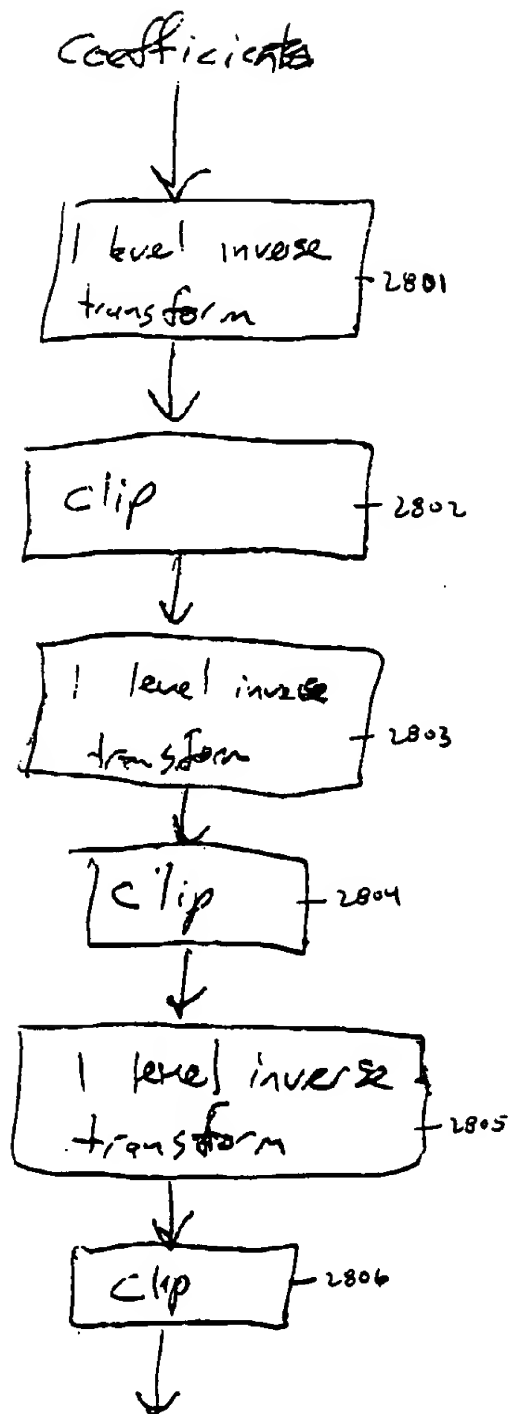 Coefficients
1 level inverse
transform
2801
Clip
2802
1 level inverse
transform
2803
Clip
2804
1 level inverse
transform
2805
Clip
2806